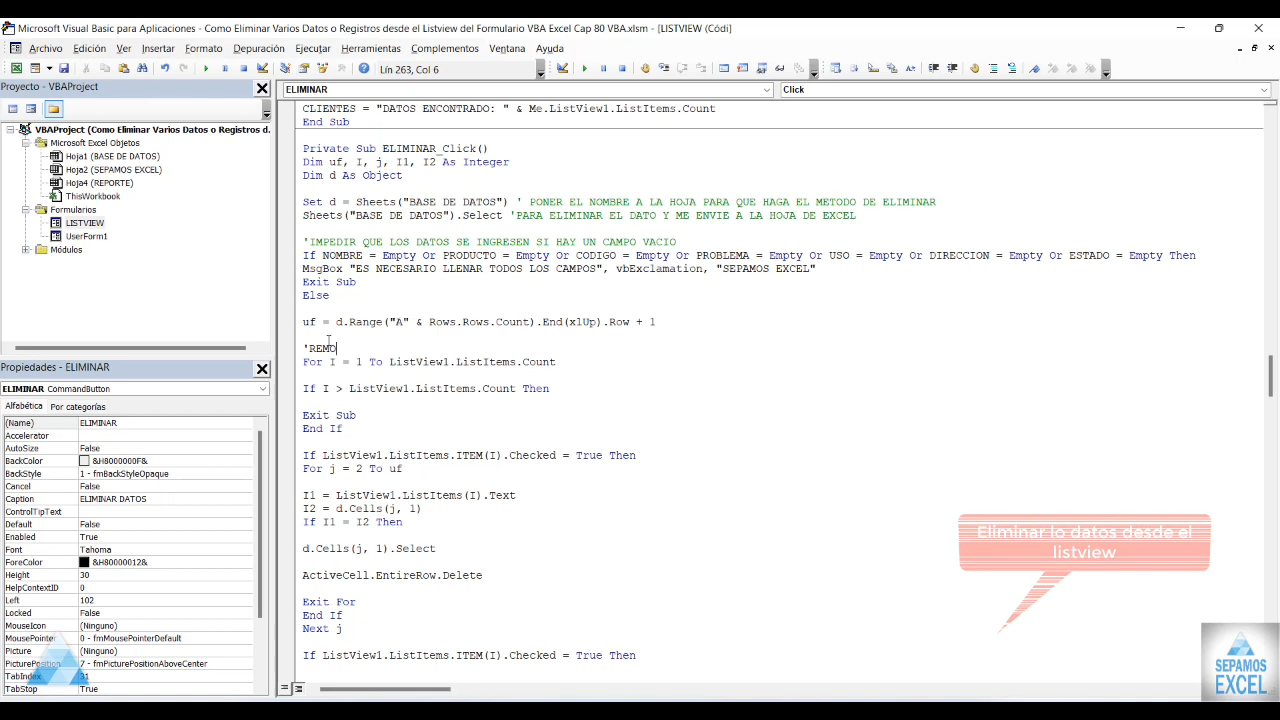 Microsoft Visual Basic para Aplicaciones - Como Eliminar Varios Datos o Registros desde el Listview del Formulario VBA Excel Cap 80 VBA.xlsm - [LISTVIEW (Códi]
Archivo Edición Ver Insertar Formato Depuración Ejecutar Herramientas Complementos Ventana Ayuda
Lín 263, Col 6
Proyecto - VBAProject
VBAProject (Como Eliminar Varios Datos o Registros d.
Microsoft Excel Objetos
Hoja1 (BASE DE DATOS)
Hoja2 (SEPAMOS EXCEL)
Hoja4 (REPORTE)
ThisWorkbook
Formularios
LISTVIEW
UserForm1
Módulos
Propiedades - ELIMINAR
ELIMINAR CommandButton
Alfabética Por categorías
(Name) ELIMINAR
Accelerator
AutoSize False
BackColor &H8000000F&
BackStyle 1 - fmBackStyleOpaque
Cancel False
Caption ELIMINAR DATOS
ControlTipText
Default False
Enabled True
Font Tahoma
ForeColor &H80000012&
Height 30
HelpContextID 0
Left 102
Locked False
MouseIcon (Ninguno)
MousePointer 0 - fmMousePointerDefault
Picture (Ninguno)
PicturePosition 7 - fmPicturePositionAboveCenter
TabIndex 31
TabStop True
ELIMINAR Click
CLIENTES = "DATOS ENCONTRADO: " & Me.ListView1.ListItems.Count
End Sub
Private Sub ELIMINAR_Click()
Dim uf, I, j, I1, I2 As Integer
Dim d As Object
Set d = Sheets("BASE DE DATOS") ' PONER EL NOMBRE A LA HOJA PARA QUE HAGA EL METODO DE ELIMINAR
Sheets("BASE DE DATOS").Select 'PARA ELIMINAR EL DATO Y ME ENVIE A LA HOJA DE EXCEL
'IMPEDIR QUE LOS DATOS SE INGRESEN SI HAY UN CAMPO VACIO
If NOMBRE = Empty Or PRODUCTO = Empty Or CODIGO = Empty Or PROBLEMA = Empty Or USO = Empty Or DIRECCION = Empty Or ESTADO = Empty Then
MsgBox "ES NECESARIO LLENAR TODOS LOS CAMPOS", vbExclamation, "SEPAMOS EXCEL"
Exit Sub
Else
uf = d.Range("A" & Rows.Rows.Count).End(xlUp).Row + 1
'REMO
For I = 1 To ListView1.ListItems.Count
If I > ListView1.ListItems.Count Then
Exit Sub
End If
If ListView1.ListItems.ITEM(I).Checked = True Then
For j = 2 To uf
I1 = ListView1.ListItems(I).Text
I2 = d.Cells(j, 1)
If I1 = I2 Then
d.Cells(j, 1).Select
ActiveCell.EntireRow.Delete
Exit For
End If
Next j
If ListView1.ListItems.ITEM(I).Checked = True Then
Eliminar lo datos desde el
listview
SEPAMOS
EXCEL